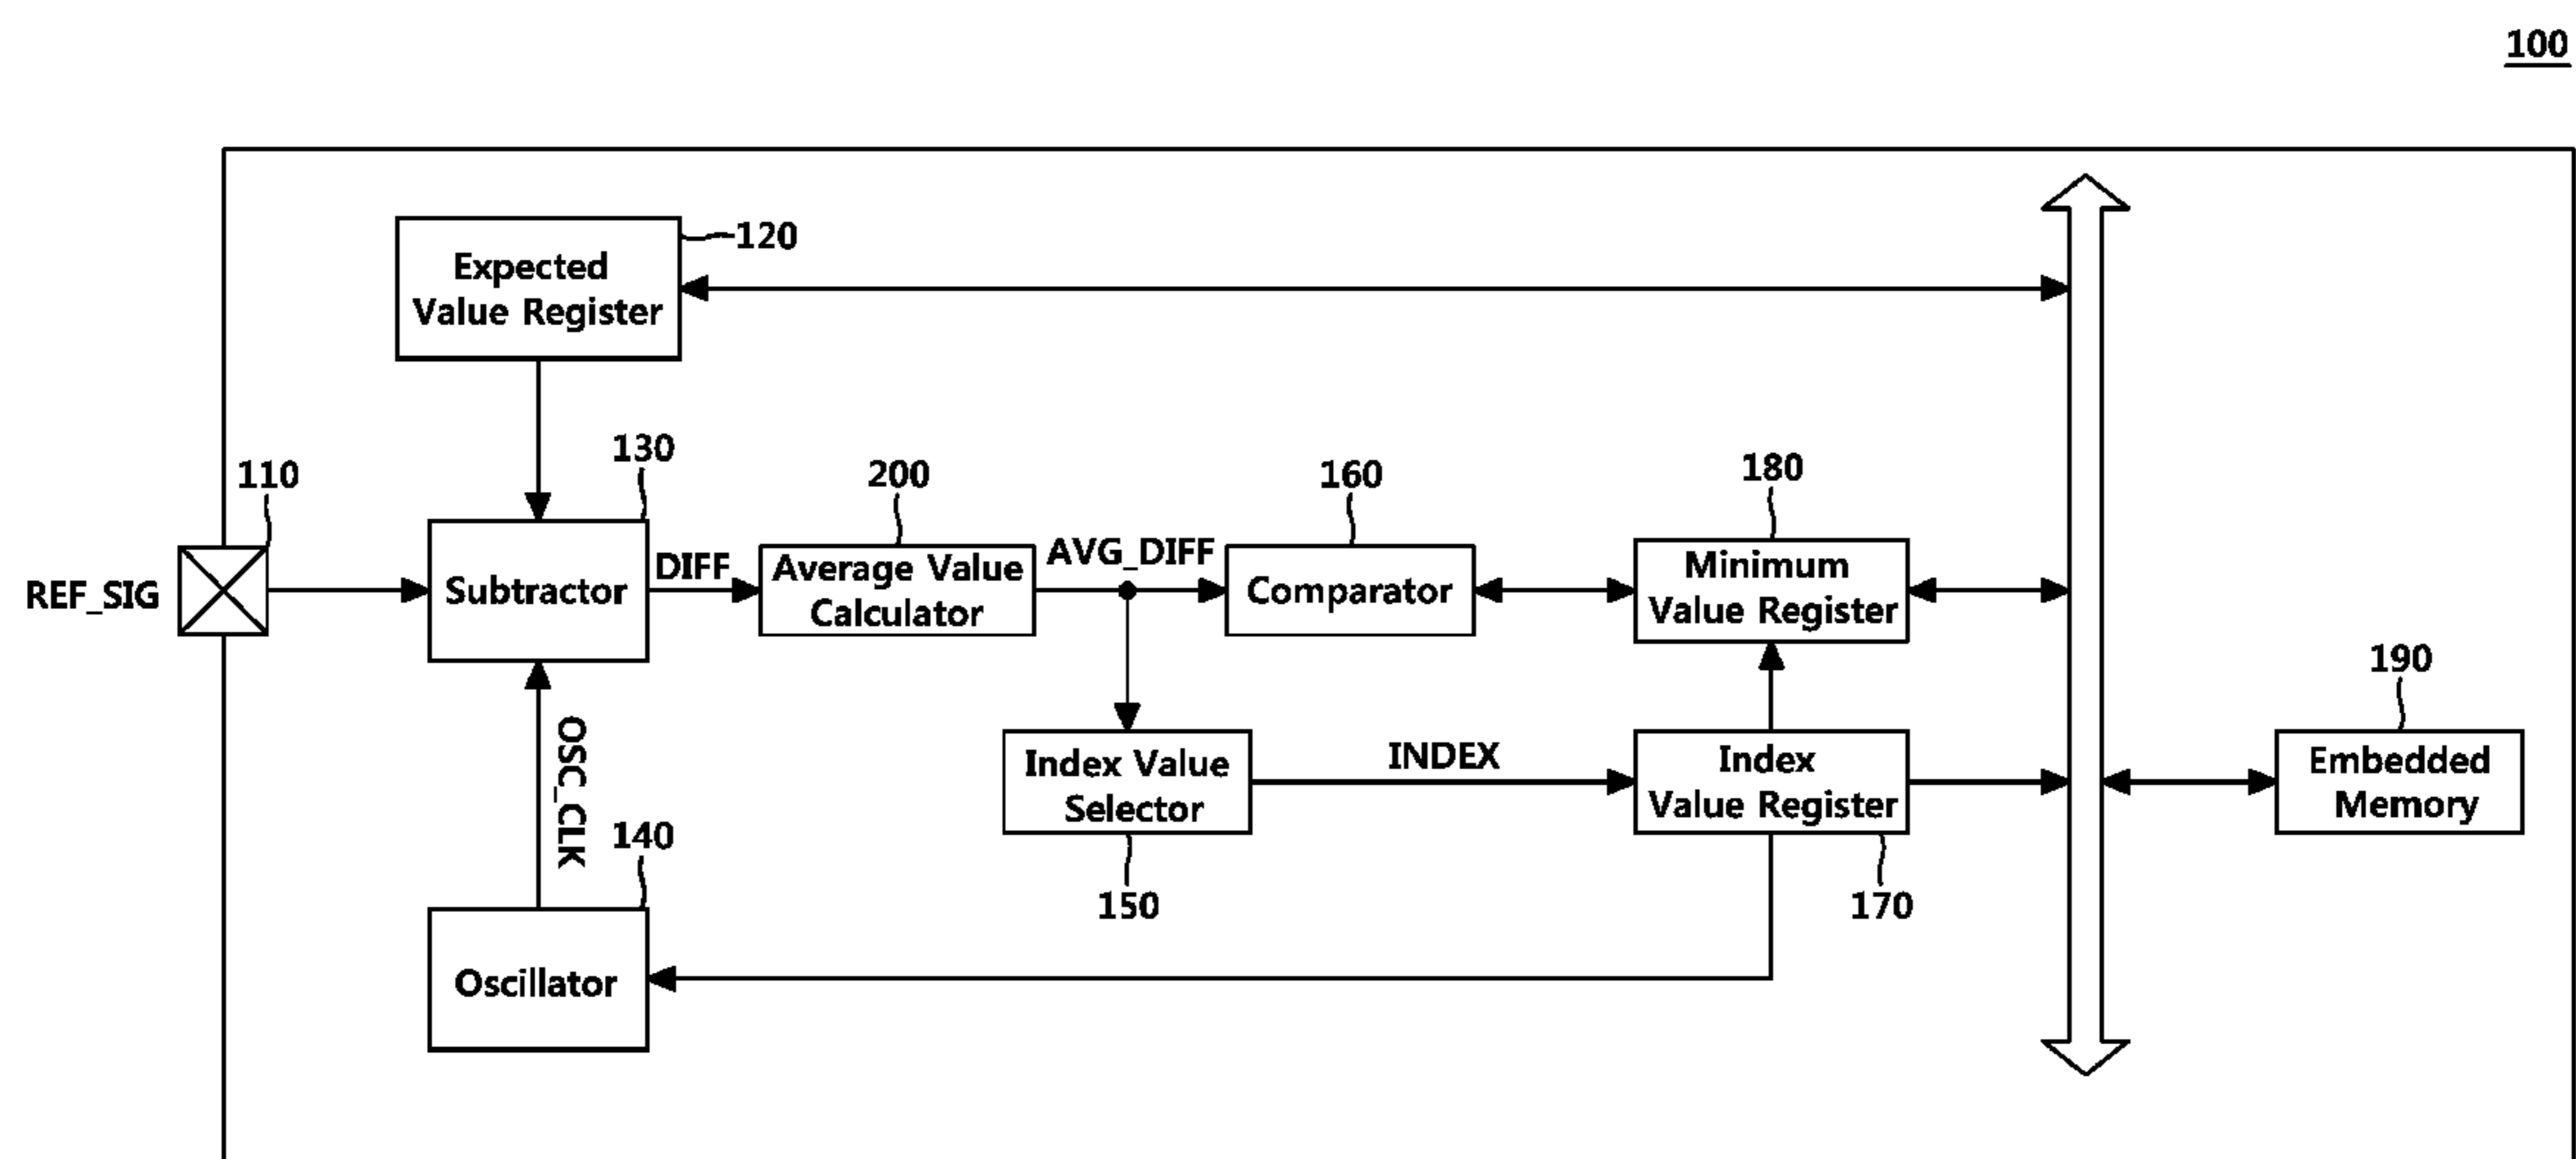 100
Expected
Value Register
120
110
REF_SIG
130
Subtractor
DIFF
200
Average Value
Calculator
AVG_DIFF
160
Comparator
180
Minimum
Value Register
190
Embedded
Memory
Index Value
Selector
150
INDEX
Index
Value Register
170
OSC_CLK
140
Oscillator